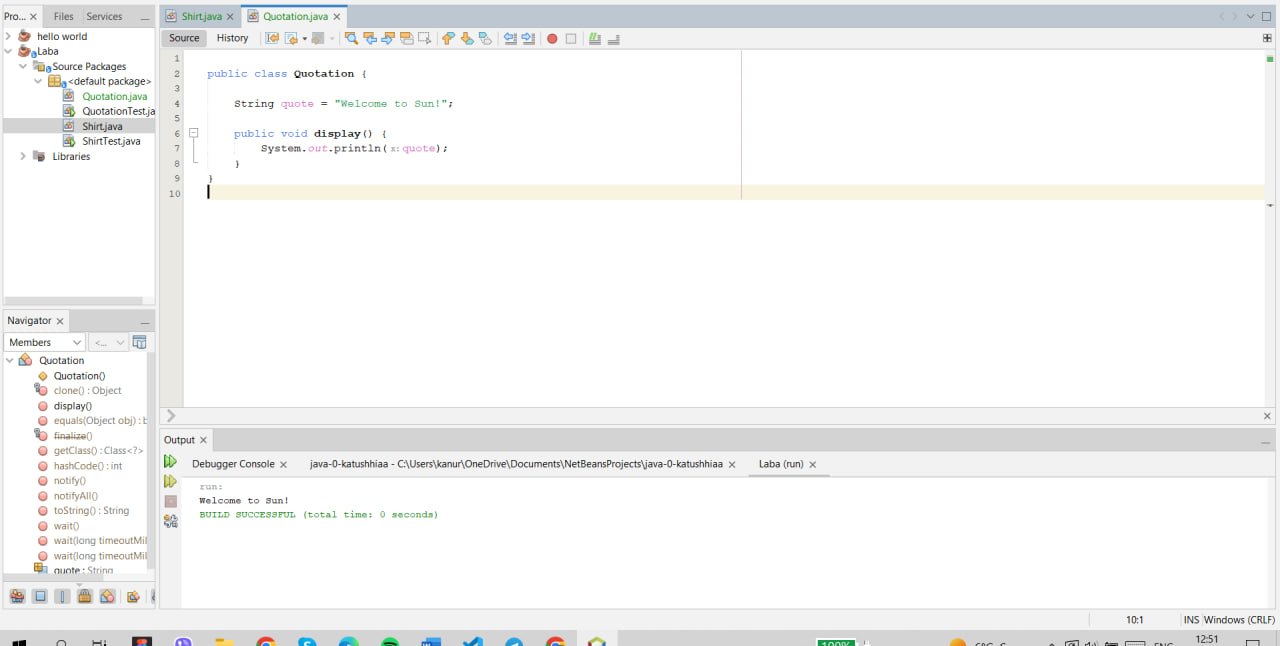 Pro... Files Services
hello world
Laba
Source Packages
<default package>
Quotation.java
QuotationTest.ja
Shirt.java
ShirtTest.java
Libraries
Shirt.java Quotation.java
Source History
1
2 public class Quotation {
3
4 String quote = "Welcome to Sun!";
5
6 public void display() {
7 System.out.println(x:quote);
8 }
9 }
10
Navigator
Members <...
Quotation
Quotation()
clone() : Object
display()
equals(Object obj) : b
finalize()
getClass() : Class<?>
hashCode() : int
notify()
notifyAll()
toString() : String
wait()
wait(long timeoutMil
wait(long timeoutMil
quote : String
Output
Debugger Console java-0-katushhiaa - C:\Users\kanur\OneDrive\Documents\NetBeansProjects\java-0-katushhiaa Laba (run)
run:
Welcome to Sun!
BUILD SUCCESSFUL (total time: 0 seconds)
10:1 INS Windows (CRLF)
100% ENG 12:51